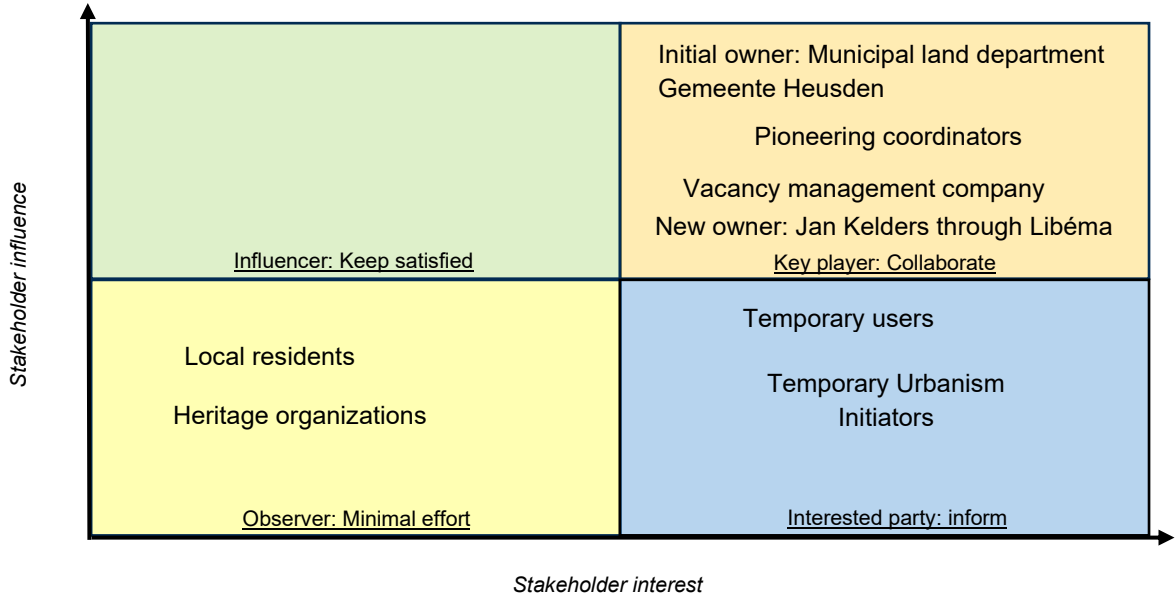 Initial owner: Municipal land department
Gemeente Heusden
Pioneering coordinators
Vacancy management company
New owner: Jan Kelders through Libéma
Influencer: Keep satisfied
Key player: Collaborate
Stakeholder influence
Temporary users
Local residents
Temporary Urbanism
Initiators
Heritage organizations
Observer: Minimal effort
Interested party: inform
Stakeholder interest